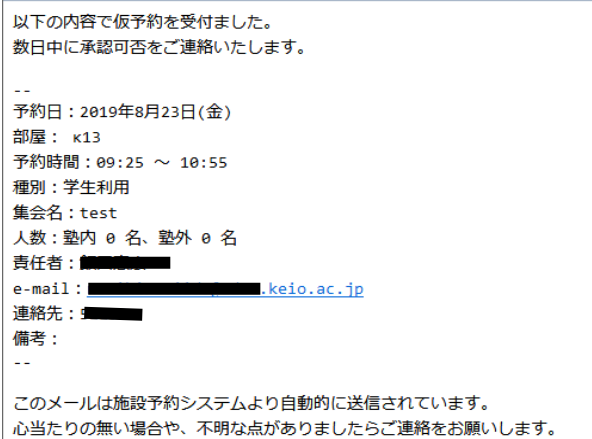 以下の内容で仮予約を受付ました。
数日中に承認可否をご連絡いたします。
--
予約日：2019年8月23日(金)
部屋： κ13
予約時間：09:25 ～ 10:55
種別：学生利用
集会名：test
人数：塾内 0 名、塾外 0 名
責任者：
e-mail：.keio.ac.jp
連絡先：
備考：
--
このメールは施設予約システムより自動的に送信されています。
心当たりの無い場合や、不明な点がありましたらご連絡をお願いします。